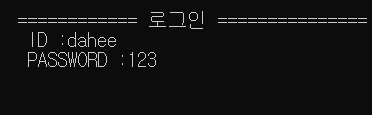 ============ 로그인 ===============
ID :dahee
PASSWORD :123